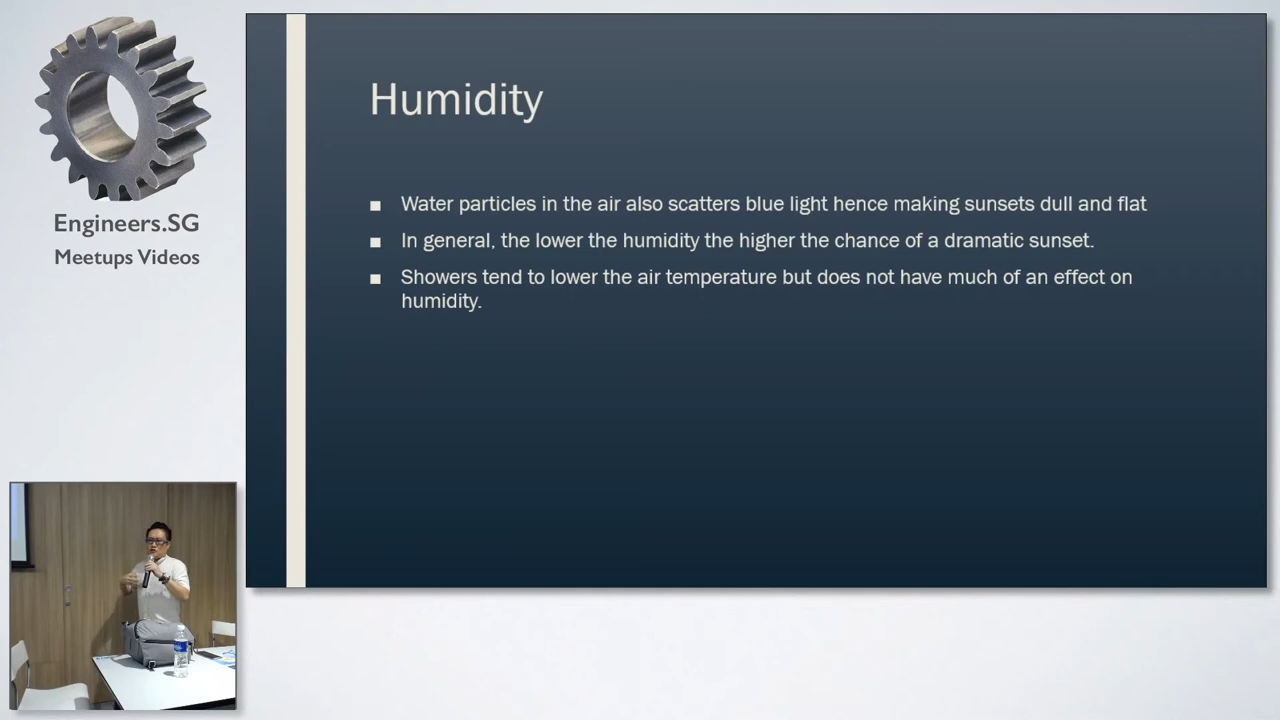 Engineers.SG
Meetups Videos
Humidity
Water particles in the air also scatters blue light hence making sunsets dull and flat
In general, the lower the humidity the higher the chance of a dramatic sunset.
Showers tend to lower the air temperature but does not have much of an effect on
humidity.